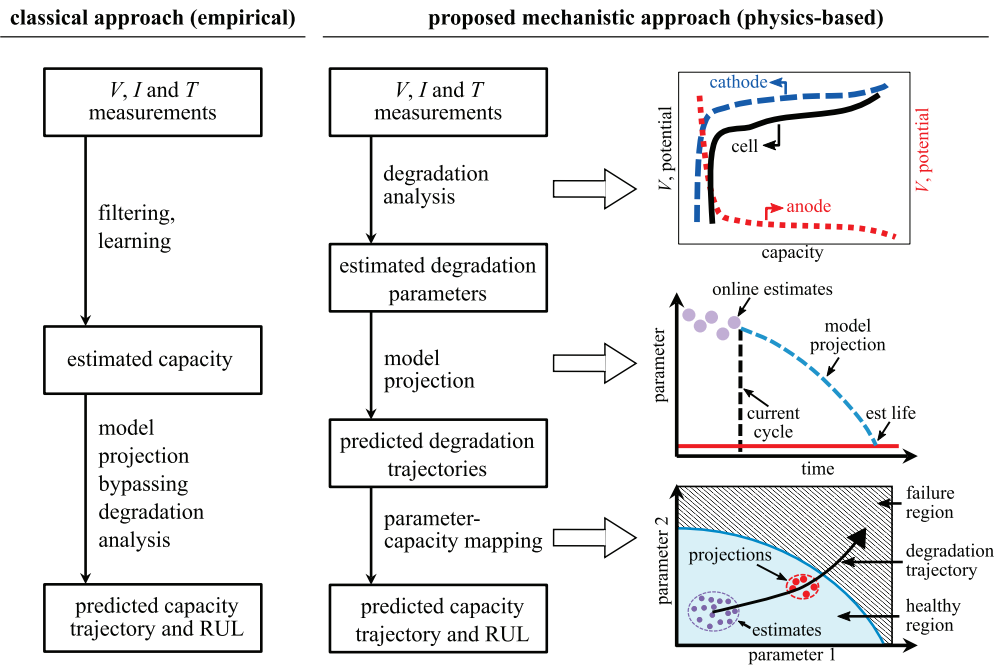 classical approach (empirical)
proposed mechanistic approach (physics-based)
V, I and T
measurements
filtering,
learning
estimated capacity
model
projection
bypassing
degradation
analysis
predicted capacity
trajectory and RUL
V, I and T
measurements
degradation
analysis
estimated degradation
parameters
model
projection
predicted degradation
trajectories
parameter-
capacity mapping
predicted capacity
trajectory and RUL
cathode
cell
anode
V, potential
V, potential
capacity
online estimates
model
projection
parameter
current
cycle
est life
time
failure
region
projections
degradation
trajectory
parameter 2
healthy
region
estimates
parameter 1